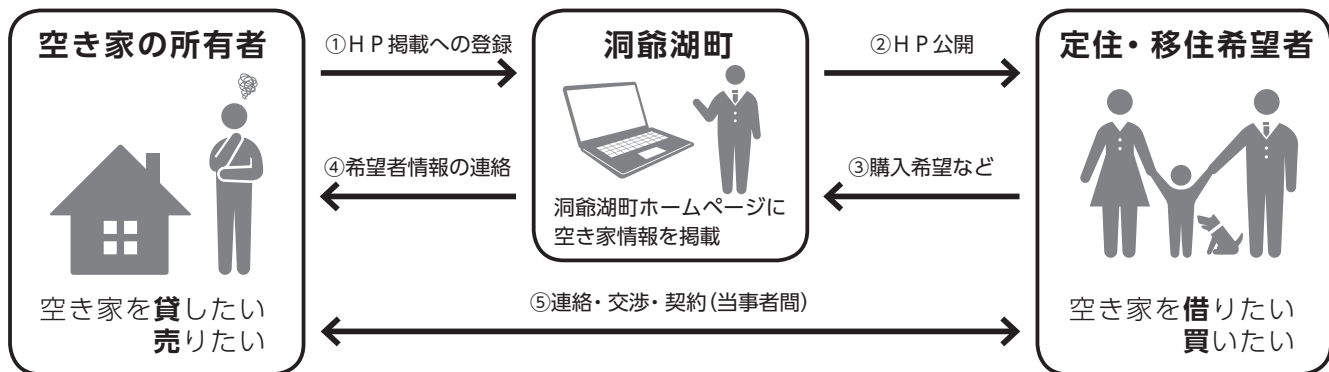 空き家の所有者
空き家を貸したい
売りたい
①ＨＰ掲載への登録
④希望者情報の連絡
洞爺湖町
洞爺湖町ホームページに
空き家情報を掲載
②ＨＰ公開
③購入希望など
定住・移住希望者
空き家を借りたい
買いたい
⑤連絡・交渉・契約(当事者間)